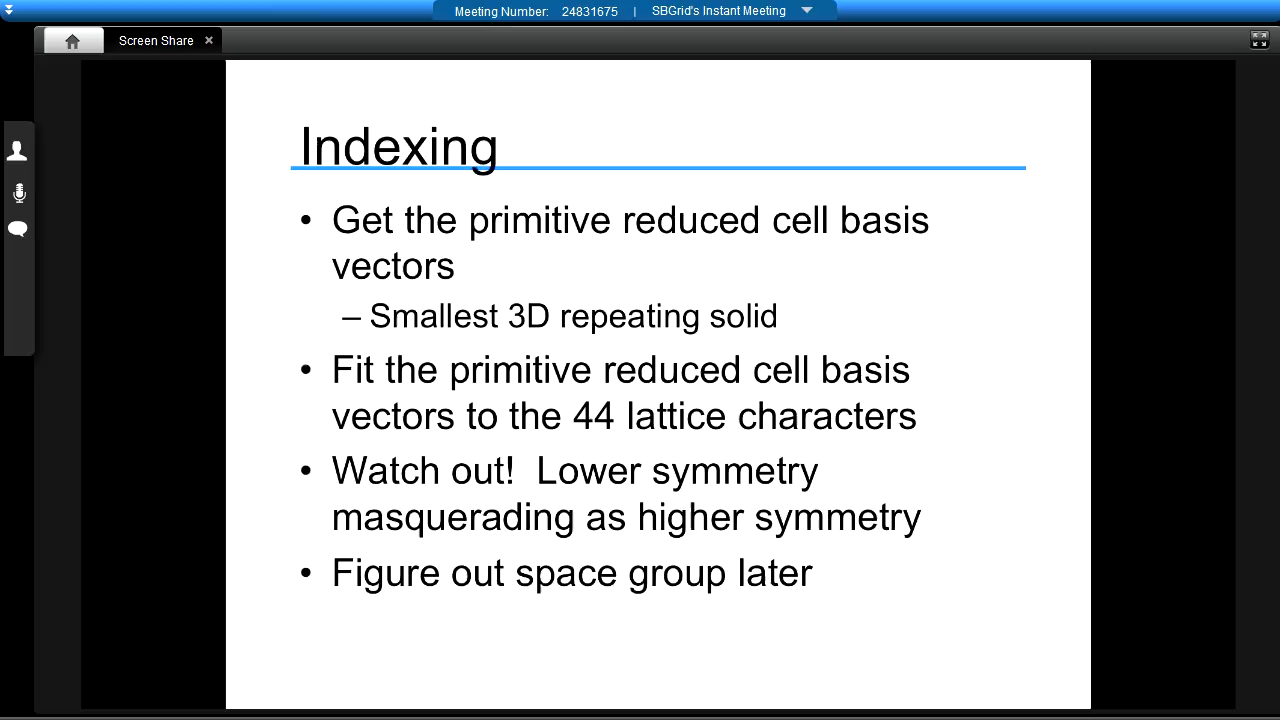 Meeting Number: 24831675 | SBGrid's Instant Meeting
Screen Share
Indexing
• Get the primitive reduced cell basis
vectors
– Smallest 3D repeating solid
• Fit the primitive reduced cell basis
vectors to the 44 lattice characters
• Watch out!  Lower symmetry
masquerading as higher symmetry
• Figure out space group later